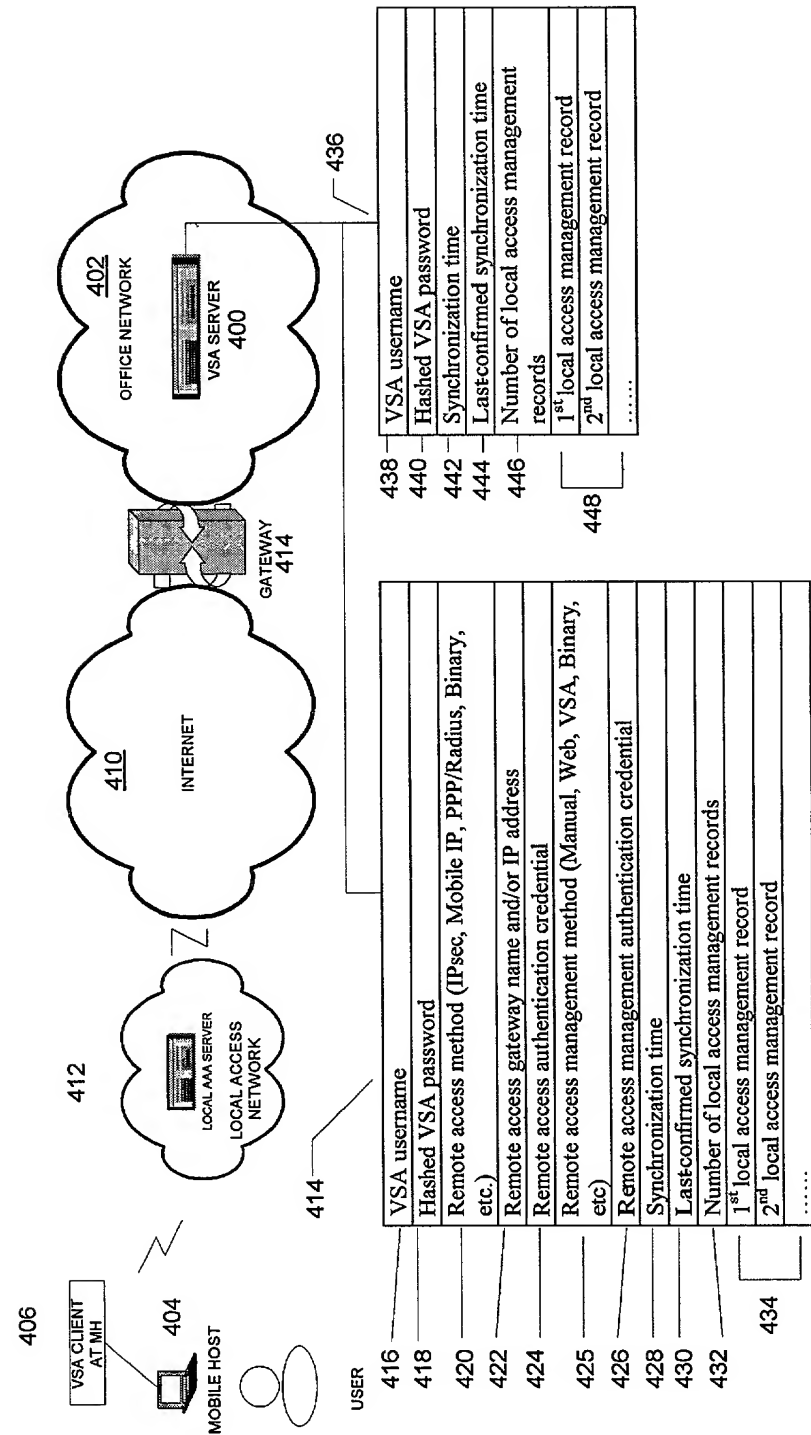 406
VSA CLIENT
AT MH
404
MOBILE HOST
USER
412
LOCAL AAA SERVER
LOCAL ACCESS
NETWORK
410
INTERNET
GATEWAY
414
402
OFFICE NETWORK
VSA SERVER
400
414
416 VSA username
418 Hashed VSA password
420 Remote access method (IPsec, Mobile IP, PPP/Radius, Binary,
etc.)
422 Remote access gateway name and/or IP address
424 Remote access authentication credential
425 Remote access management method (Manual, Web, VSA, Binary,
etc)
426 Remote access management authentication credential
428 Synchronization time
430 Last-confirmed synchronization time
432 Number of local access management records
434
1st local access management record
2nd local access management record
......
436
438 VSA username
440 Hashed VSA password
442 Synchronization time
444 Last-confirmed synchronization time
446 Number of local access management
records
448
1st local access management record
2nd local access management record
......